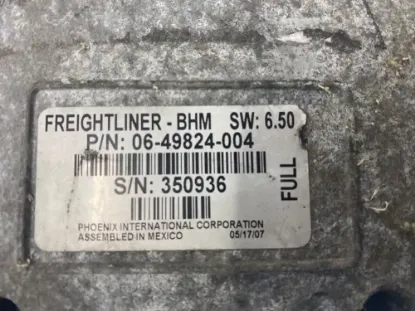 FREIGHTLINER - BHM SW: 6.50
P/N: 06-49824-004
S/N: 350936
FULL
PHOENIX INTERNATIONAL CORPORATION
ASSEMBLED IN MEXICO 05/17/07